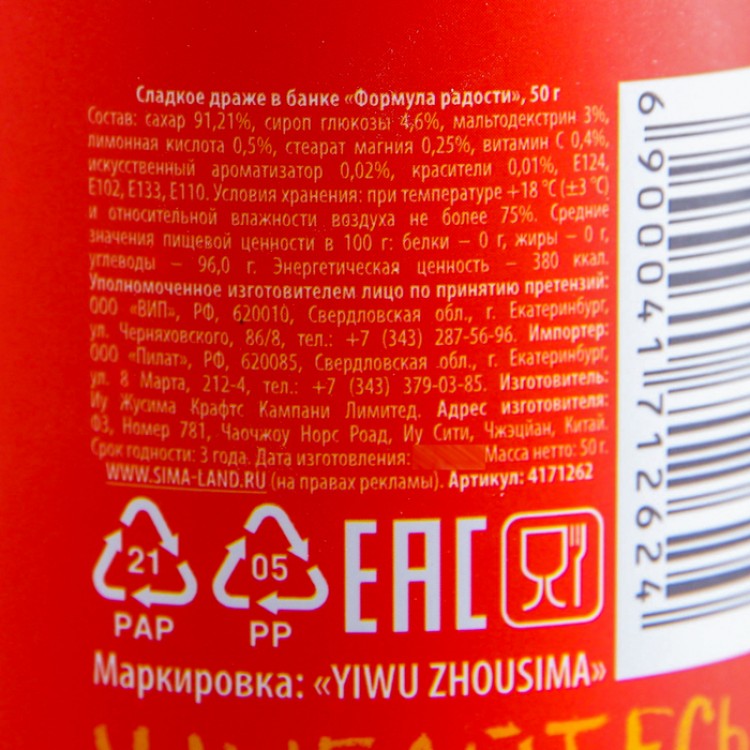 Сладкое драже в банке «Формула радости», 50 г
Состав: сахар 91,21%, сироп глюкозы 4,6%, мальтодекстрин 3%,
лимонная кислота 0,5%, стеарат магния 0,25%, витамин С 0,4%,
искусственный ароматизатор 0,02%, красители 0,01%, Е124,
Е102, Е133, Е110. Условия хранения: при температуре +18 °С (±3 °С)
и относительной влажности воздуха не более 75%. Средние
значения пищевой ценности в 100 г: белки – 0 г, жиры – 0 г,
углеводы – 96,0 г. Энергетическая ценность – 380 ккал.
Уполномоченное изготовителем лицо по принятию претензий:
ООО «ВИП», РФ, 620010, Свердловская обл., г. Екатеринбург,
ул. Черняховского, 86/8, тел.: +7 (343) 287-56-96. Импортер:
ООО «Пилат», РФ, 620085, Свердловская обл., г. Екатеринбург,
ул. 8 Марта, 212-4, тел.: +7 (343) 379-03-85. Изготовитель:
Иу Жусима Крафтс Кампани Лимитед. Адрес изготовителя:
Ф3, Номер 781, Чаочжоу Норс Роад, Иу Сити, Чжэцйан, Китай.
Срок годности: 3 года. Дата изготовления: Масса нетто: 50 г.
WWW.SIMA-LAND.RU (на правах рекламы). Артикул: 4171262
21
PAP
05
PP
EAC
Маркировка: «YIWU ZHOUSIMA»
6 900041 712624